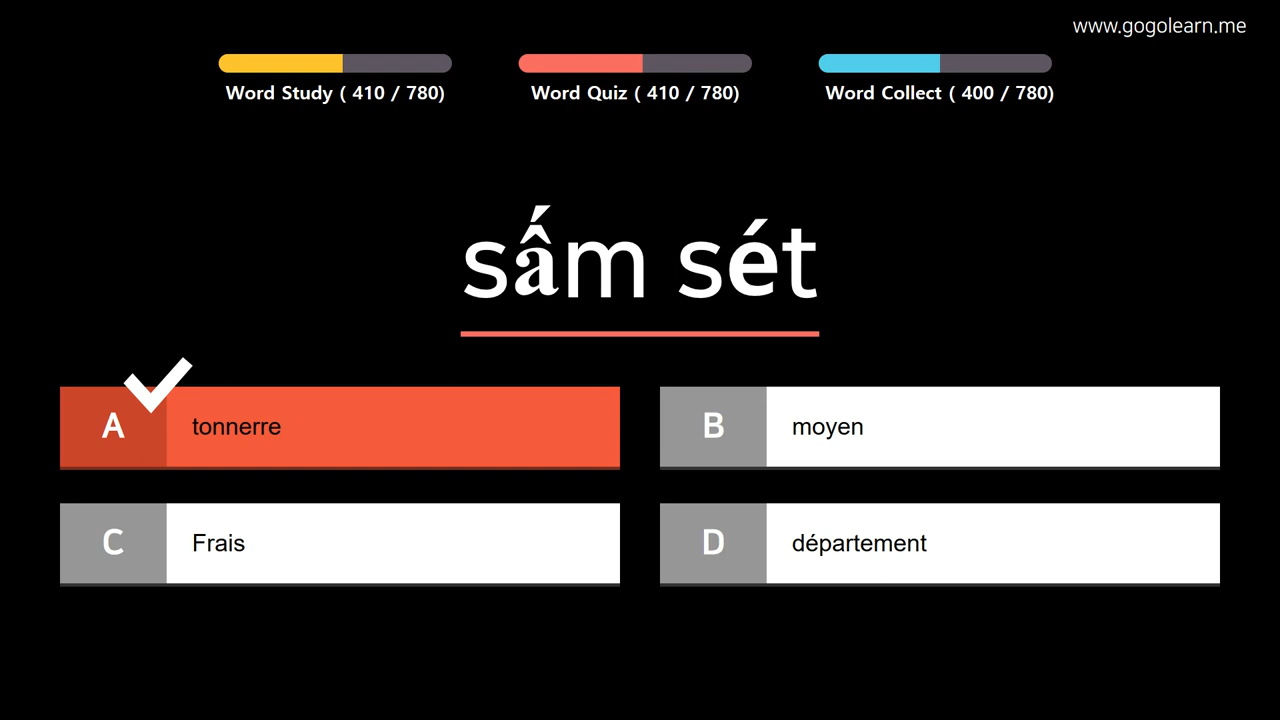 www.gogolearn.me
Word Study ( 410 / 780)
Word Quiz ( 410 / 780)
Word Collect ( 400 / 780)
sấm sét
A tonnerre
B moyen
C Frais
D département